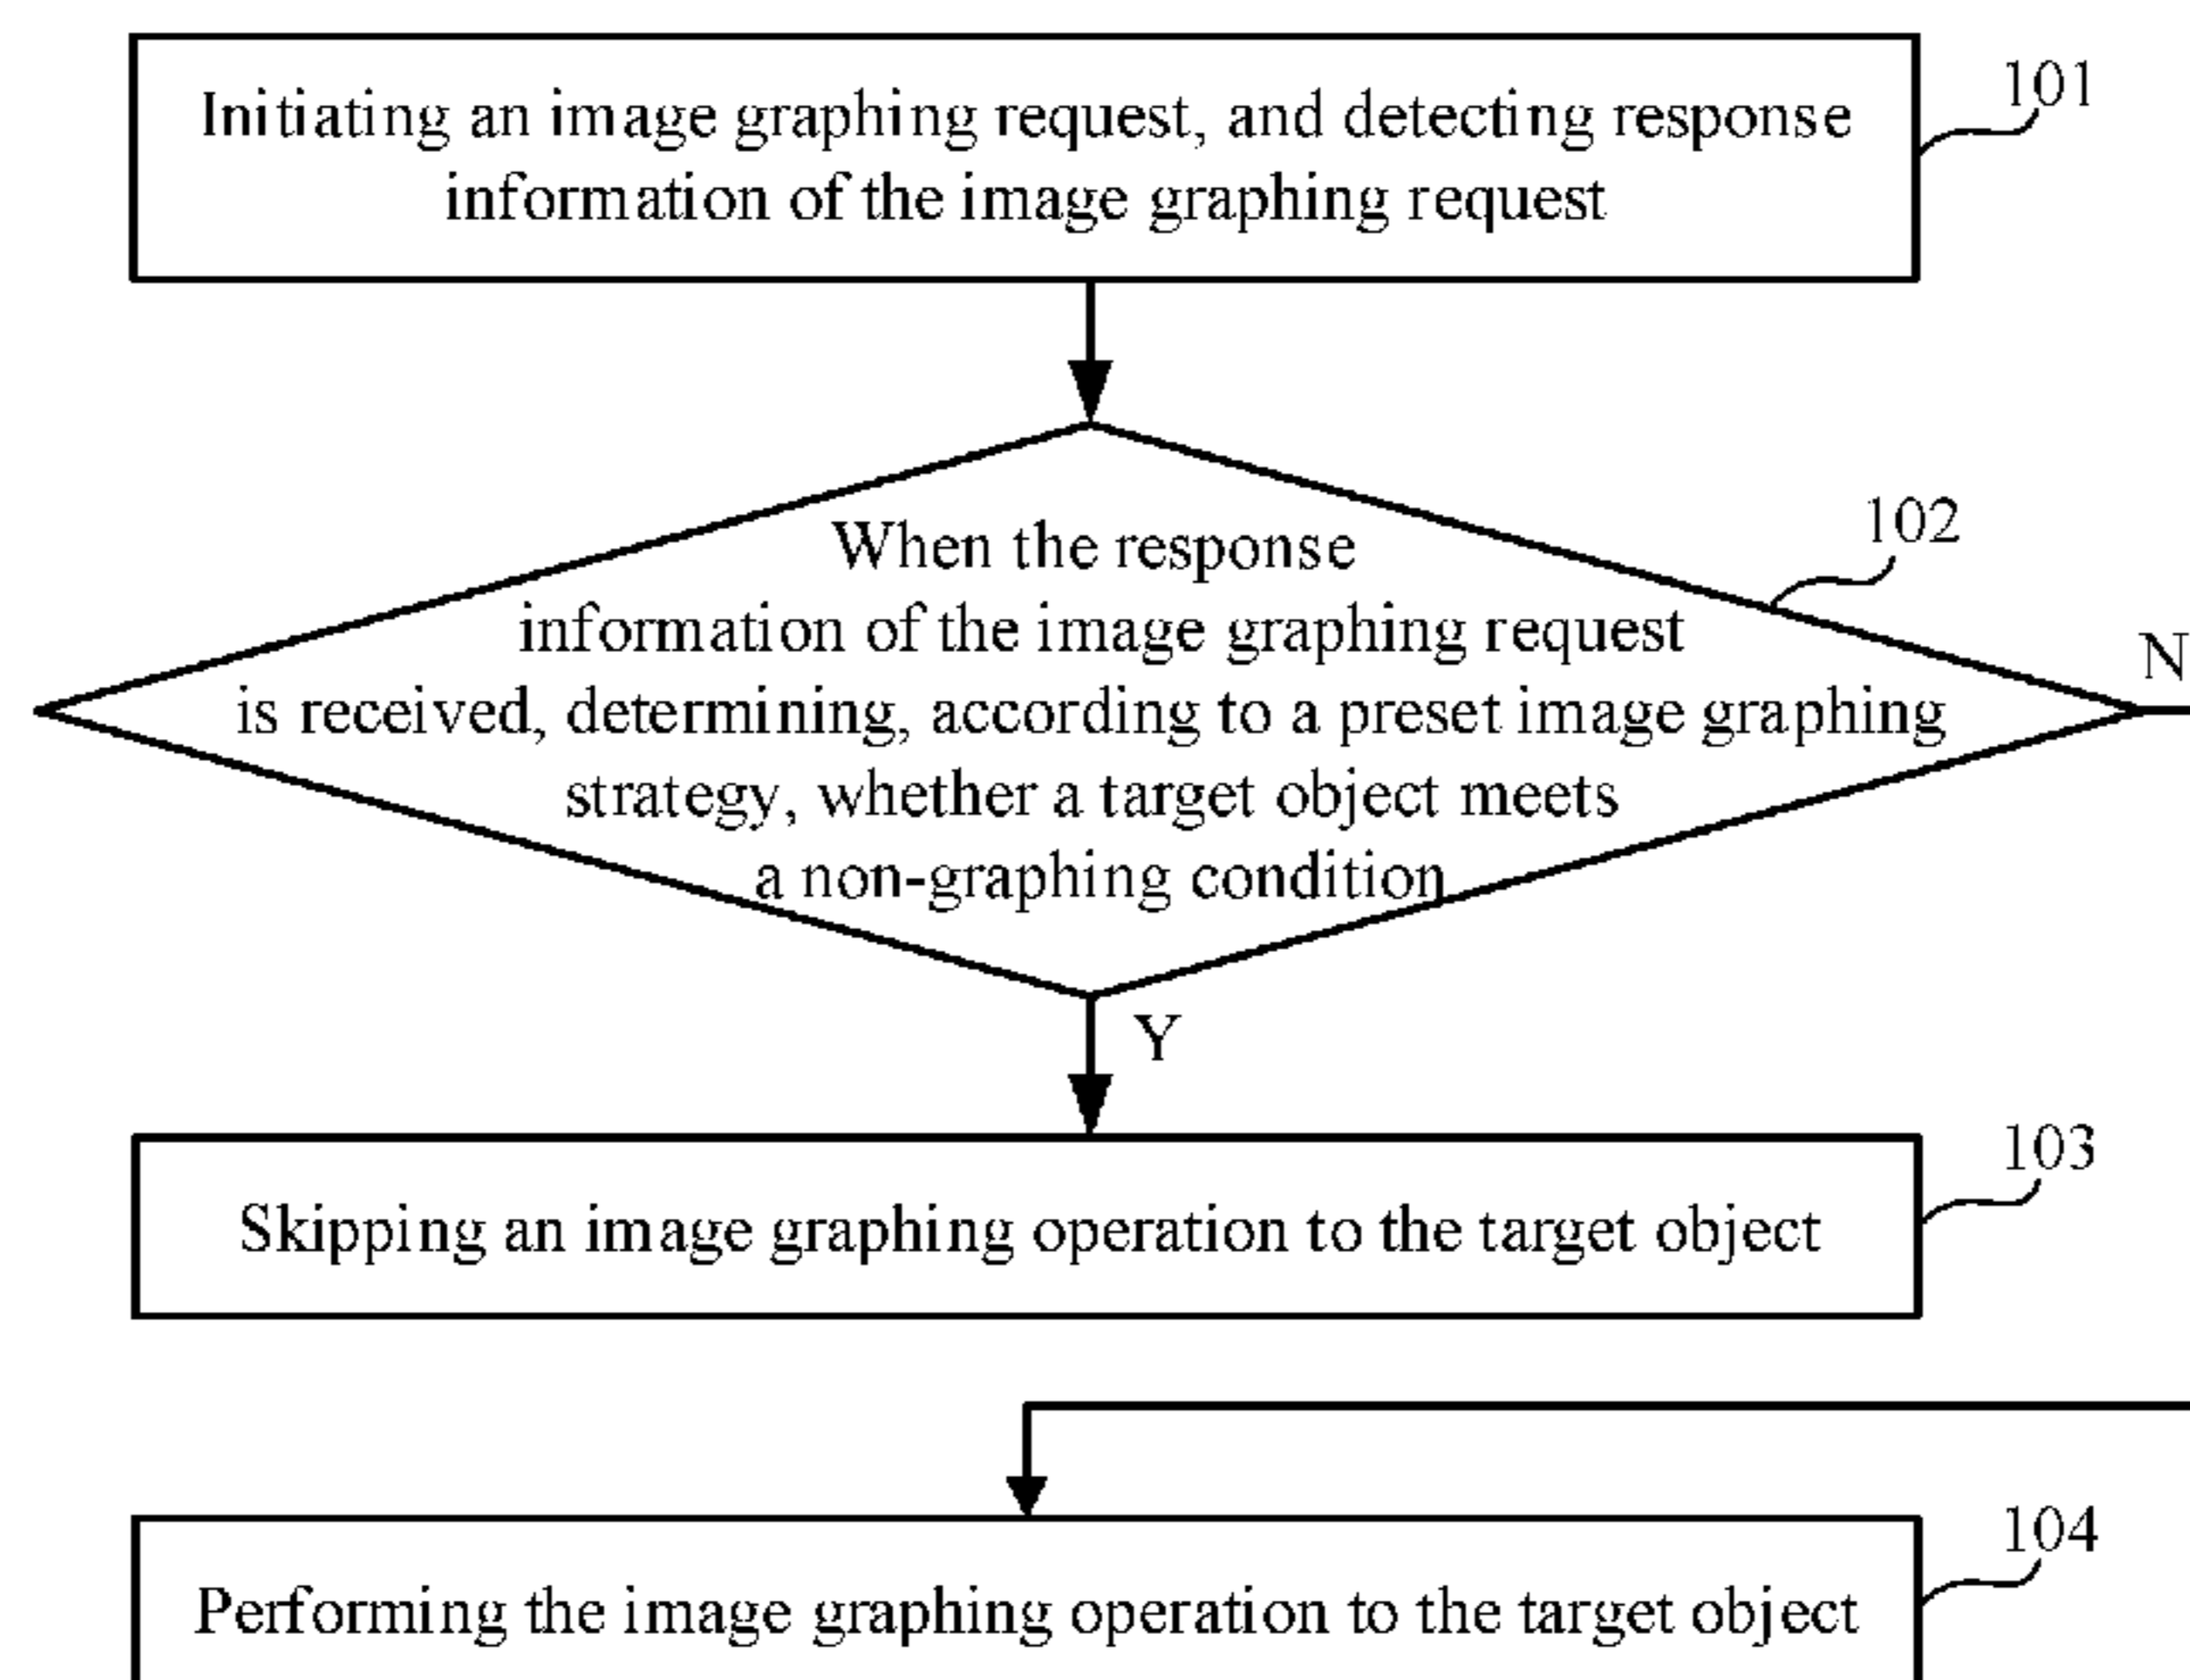 101
Initiating an image graphing request, and detecting response
information of the image graphing request
102
When the response
information of the image graphing request
N
is received, determining, according to a preset image graphing
strategy, whether a target object meets
a non-graphing condition
Y
103
Skipping an image graphing operation to the target object
104
Performing the image graphing operation to the target object